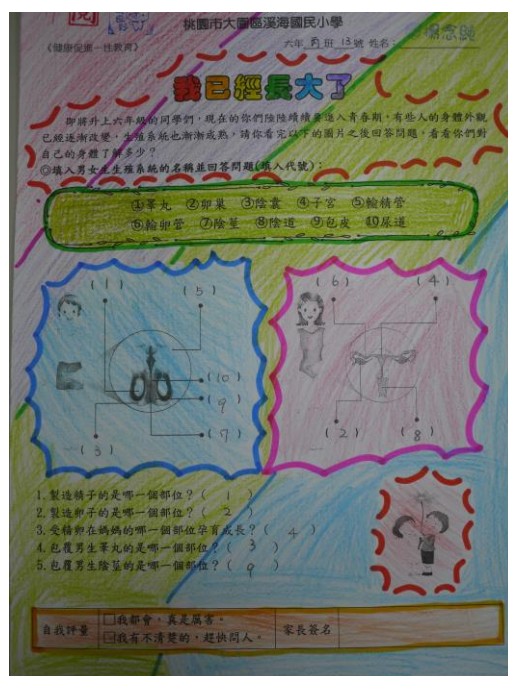 閱
桃園市大園區溪海國民小學
《健康促進－性教育》
六年 丙 班 13 號 姓名：楊念純
我已經長大了
即將升上六年級的同學們，現在的你們陸陸續續要進入青春期，有些人的身體外觀
已經逐漸改變，生殖系統也漸漸成熟，請你看完以下的圖片之後回答問題，看看你們對
自己的身體了解多少？
◎填入男女生生殖系統的名稱並回答問題(填入代號)：
①睪丸 ②卵巢 ③陰囊 ④子宮 ⑤輸精管
⑥輸卵管 ⑦陰莖 ⑧陰道 ⑨包皮 ⑩尿道
(1) (5)
(10)
(9)
(7)
(3)
(6) (4)
(2) (8)
1.製造精子的是哪一個部位？( 1 )
2.製造卵子的是哪一個部位？( 2 )
3.受精卵在媽媽的哪一個部位孕育成長？( 4 )
4.包覆男生睪丸的是哪一個部位？( 3 )
5.包覆男生陰莖的是哪一個部位？( 9 )
自我評量
□我都會，真是厲害。
□我有不清楚的，趕快問人。
家長簽名